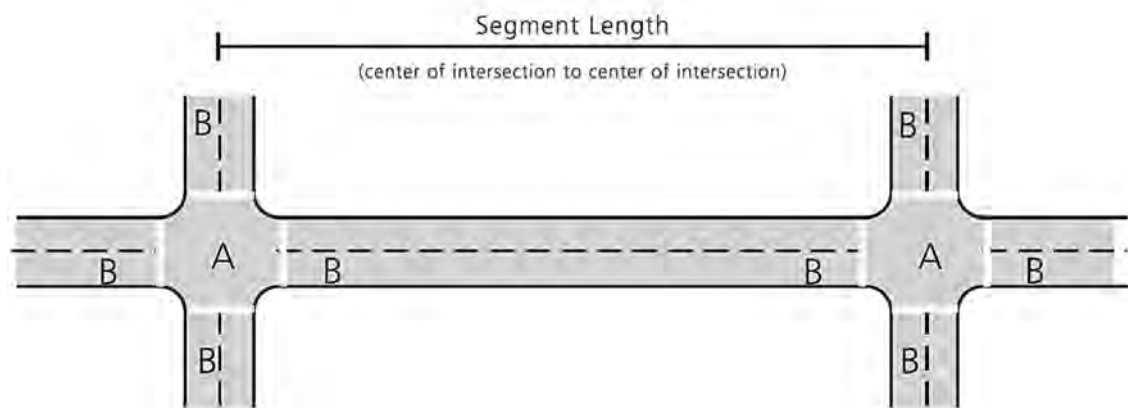 Segment Length
(center of intersection to center of intersection)
B B
A A
B B B B
B B